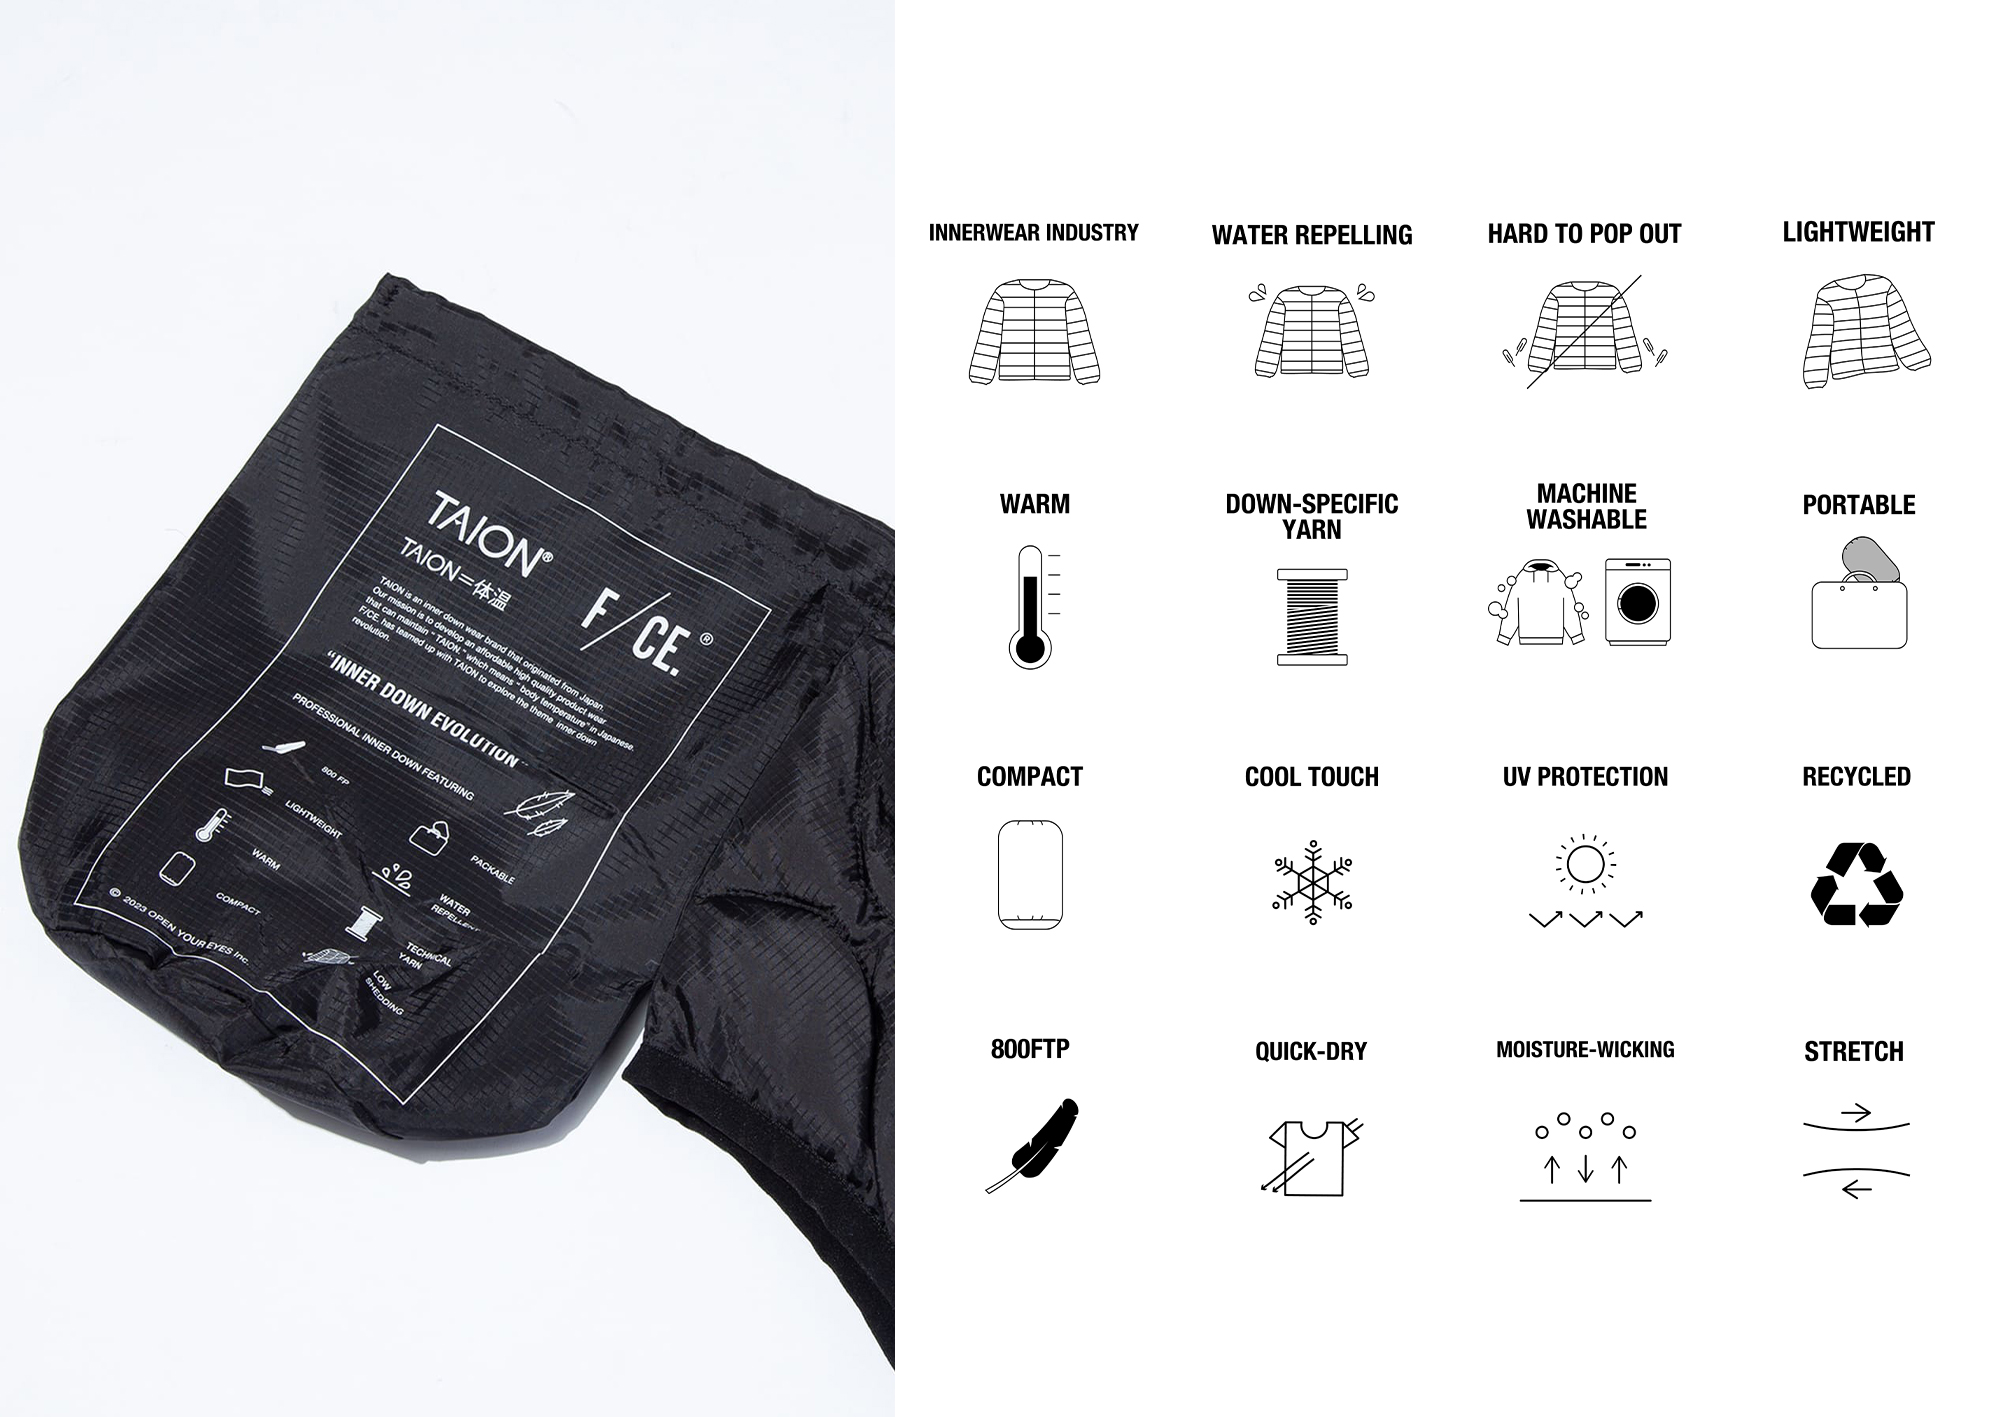 TAION®
TAION=体温
F/CE.®
TAION is an inner down wear brand that originated from Japan.
Our mission is to develop an affordable high quality product wear
that can maintain "TAION." which means "body temperature" in Japanese.
F/CE. has teamed up with TAION to explore the theme inner down
revolution.
"INNER DOWN EVOLUTION"
PROFESSIONAL INNER DOWN FEATURING
800 FP
LIGHTWEIGHT
WARM
COMPACT
PACKABLE
WATER
REPELLENT
TECHNICAL
YARN
LOW
SHEDDING
© 2023 OPEN YOUR EYES Inc.
INNERWEAR INDUSTRY
WATER REPELLING
HARD TO POP OUT
LIGHTWEIGHT
WARM
DOWN-SPECIFIC
YARN
MACHINE
WASHABLE
PORTABLE
COMPACT
COOL TOUCH
UV PROTECTION
RECYCLED
800FTP
QUICK-DRY
MOISTURE-WICKING
STRETCH